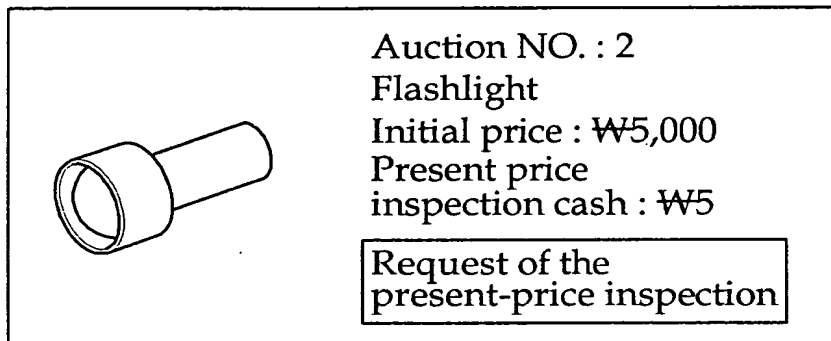 Auction NO. : 2
Flashlight
Initial price : ₩5,000
Present price
inspection cash : ₩5
Request of the
present-price inspection